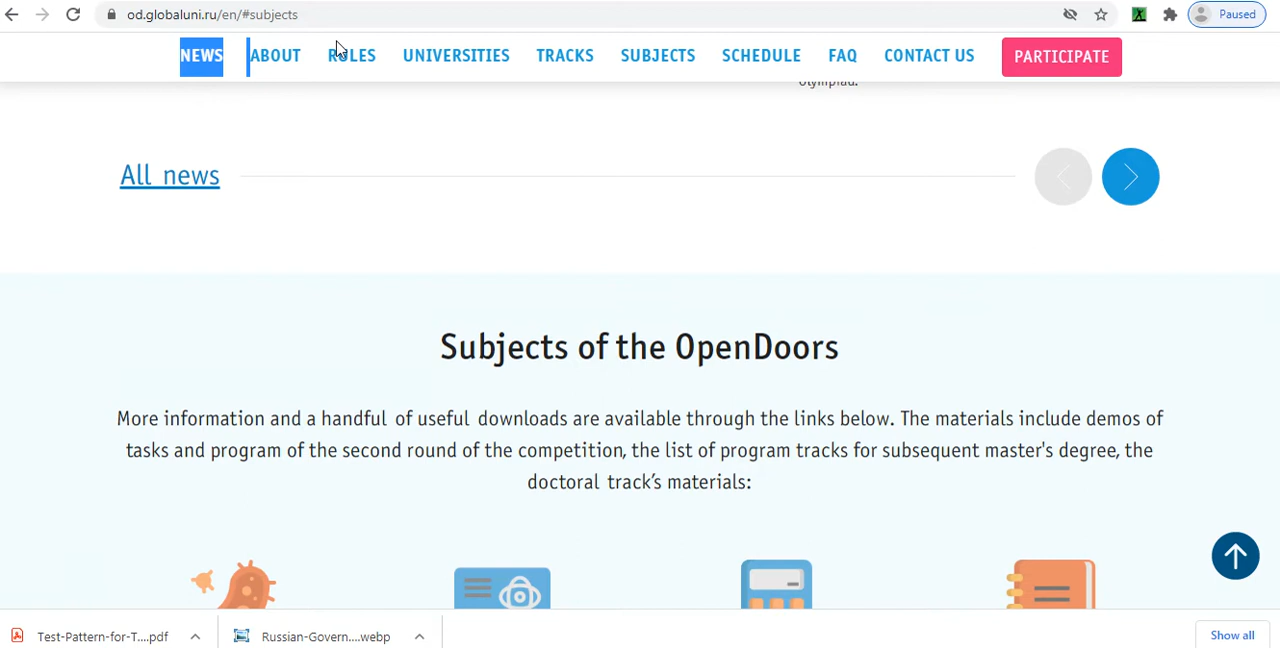 od.globaluni.ru/en/#subjects
Paused
NEWS ABOUT RULES UNIVERSITIES TRACKS SUBJECTS SCHEDULE FAQ CONTACT US PARTICIPATE
Olympiad.
All news
Subjects of the OpenDoors
More information and a handful of useful downloads are available through the links below. The materials include demos of
tasks and program of the second round of the competition, the list of program tracks for subsequent master's degree, the
doctoral track's materials:
Test-Pattern-for-T....pdf
Russian-Govern....webp
Show all